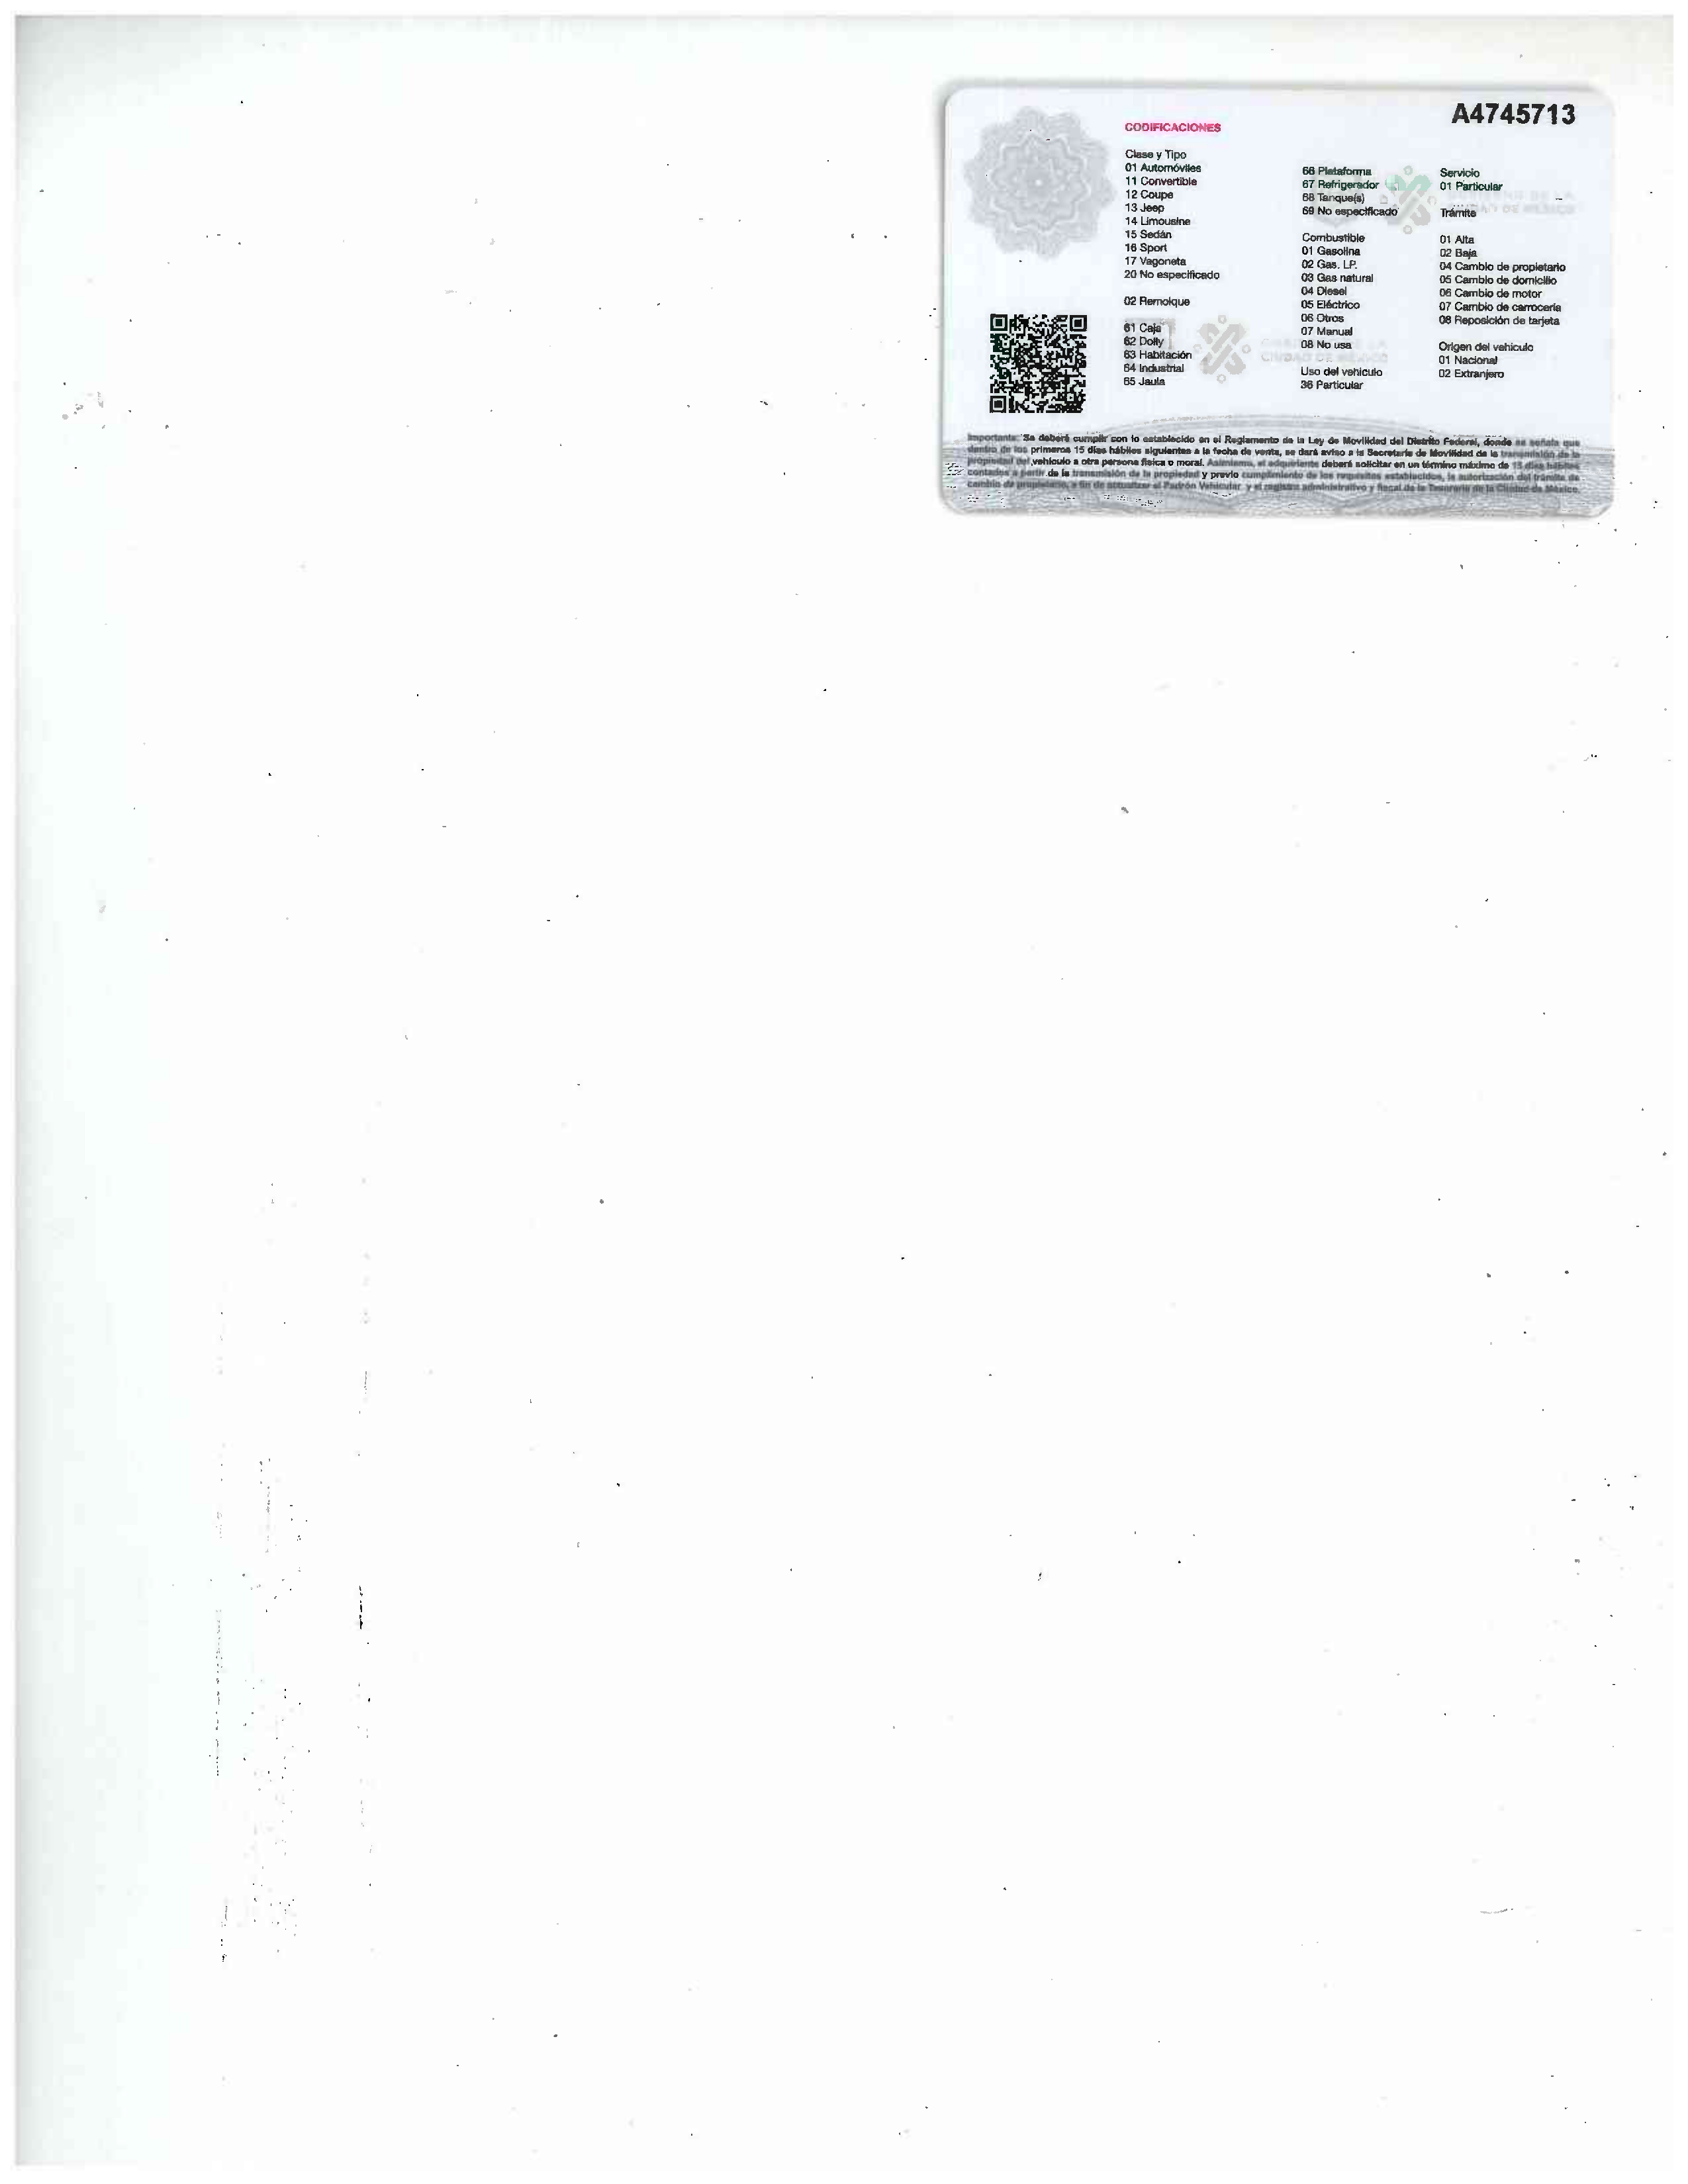 A4745713
CODIFICACIONES
Clase y Tipo
01 Automóviles
11 Convertible
12 Coupe
13 Jeep
14 Limousine
15 Sedán
16 Sport
17 Vagoneta
20 No especificado
02 Remolque
61 Caja
62 Dolly
63 Habitación
64 Industrial
65 Jaula
66 Plataforma
67 Refrigerador
68 Tanque(s)
69 No especificado
Combustible
01 Gasolina
02 Gas. LP.
03 Gas natural
04 Diesel
05 Eléctrico
06 Otros
07 Manual
08 No usa
Uso del vehículo
36 Particular
Servicio
01 Particular
Trámite
01 Alta
02 Baja
04 Cambio de propietario
05 Cambio de domicilio
06 Cambio de motor
07 Cambio de carrocería
08 Reposición de tarjeta
Origen del vehículo
01 Nacional
02 Extranjero
CIUDAD DE MÉXICO
Importante: Se deberá cumplir con lo establecido en el Reglamento de la Ley de Movilidad del Distrito Federal, donde se señala que
dentro de los primeros 15 días hábiles siguientes a la fecha de venta, se dará aviso a la Secretaría de Movilidad de la transmisión de la
propiedad del vehículo a otra persona física o moral. Asimismo, el adquiriente deberá solicitar en un término máximo de 15 días hábiles
contados a partir de la transmisión de la propiedad y previo cumplimiento de los requisitos establecidos, la autorización del trámite de
cambio de propietario, a fin de actualizar el Padrón Vehicular y el registro administrativo y fiscal de la Tesorería de la Ciudad de México.